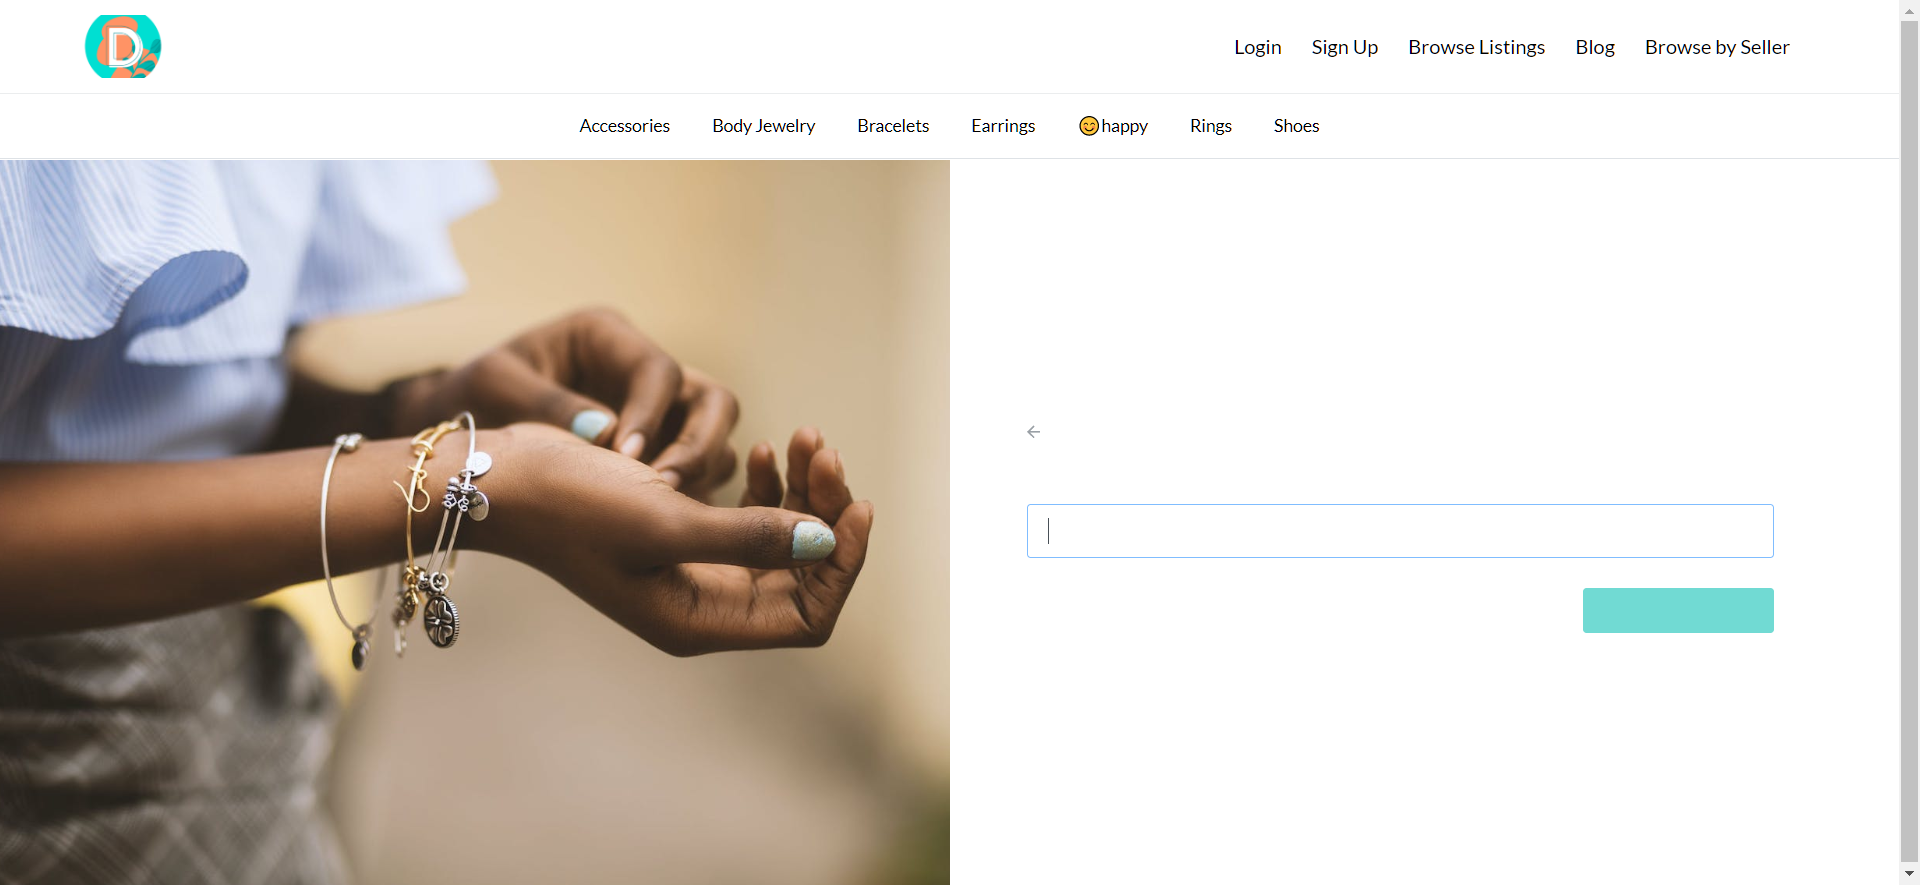 D
Login Sign Up Browse Listings Blog Browse by Seller
Accessories Body Jewelry Bracelets Earrings 😊happy Rings Shoes